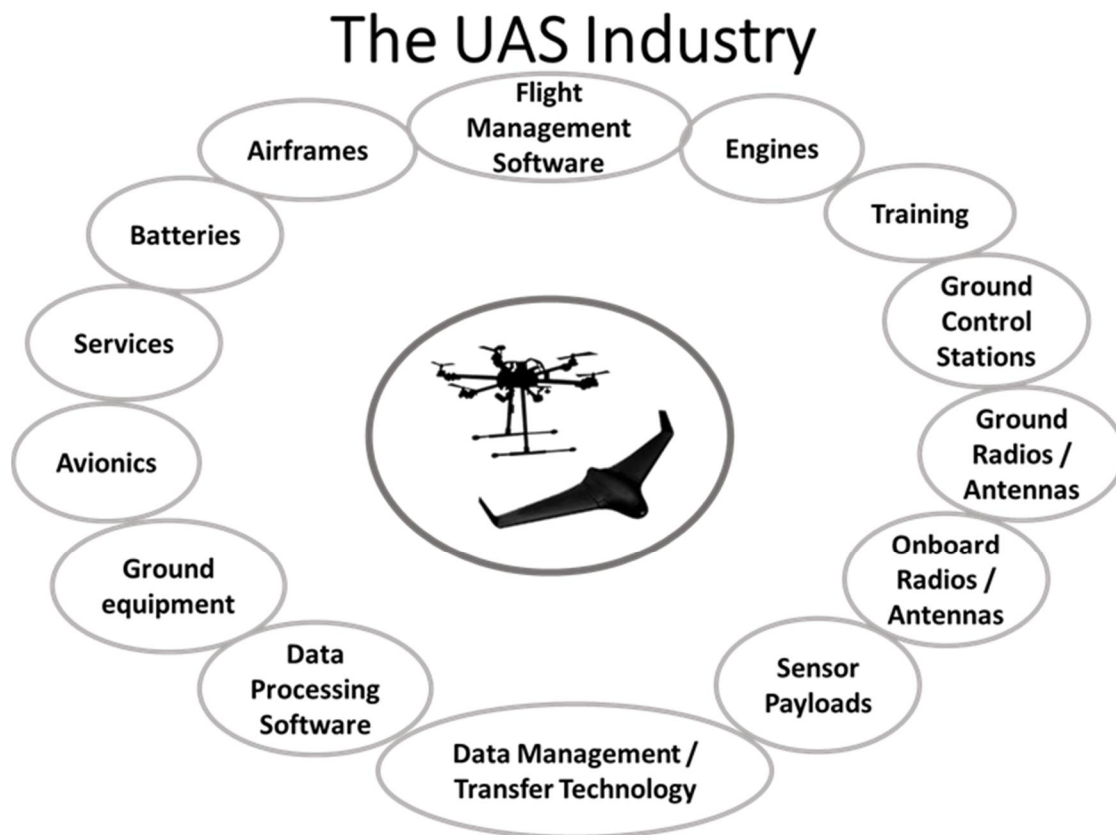 The UAS Industry
Flight
Management
Software
Engines
Training
Ground
Control
Stations
Ground
Radios /
Antennas
Onboard
Radios /
Antennas
Sensor
Payloads
Data Management /
Transfer Technology
Data
Processing
Software
Ground
equipment
Avionics
Services
Batteries
Airframes